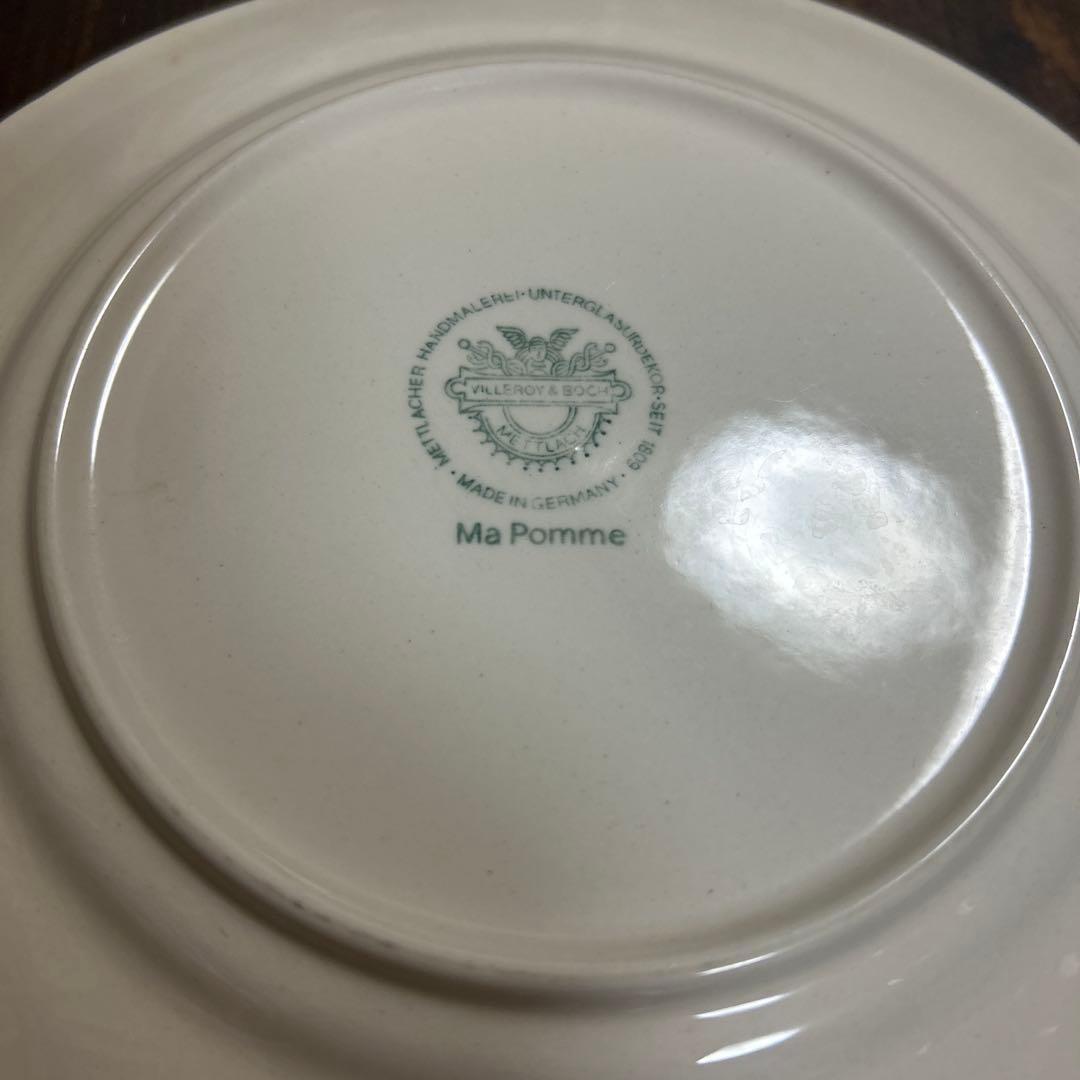 METTLACHER HANDMALEREI · UNTERGLASURDEKOR · SEIT 1809 ·
VILLEROY & BOCH
METTLACH
MADE IN GERMANY ·
Ma Pomme